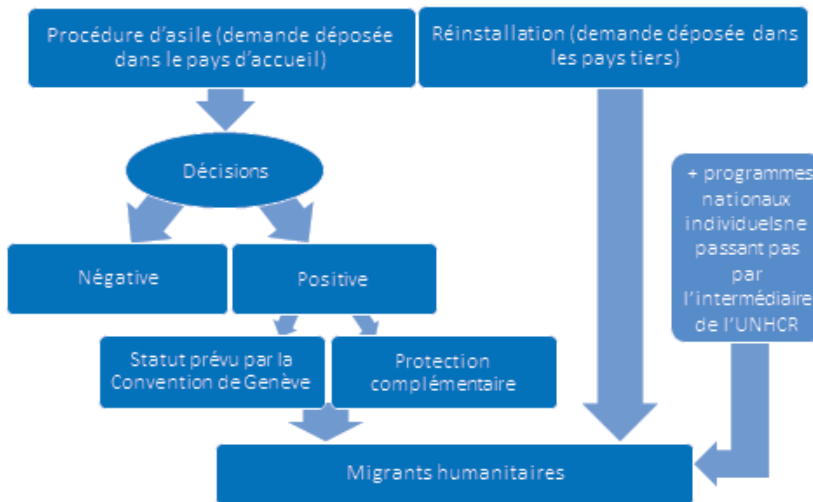 Procédure d'asile (demande déposée
dans le pays d'accueil)
Réinstallation (demande déposée dans
les pays tiers)
Décisions
+ programmes
nationaux
individuelsne
passant pas
par
l'intermédiaire
de l'UNHCR
Négative
Positive
Statut prévu par la
Convention de Genève
Protection
complémentaire
Migrants humanitaires